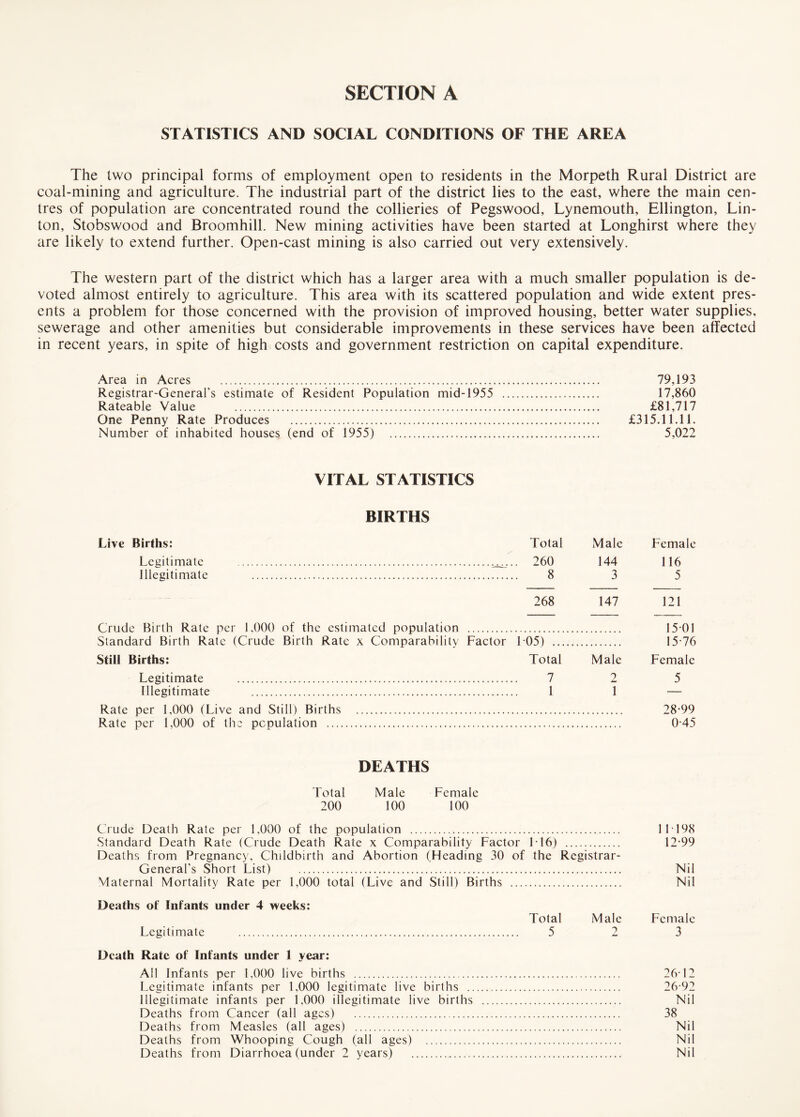 SECTION A
STATISTICS AND SOCIAL CONDITIONS OF THE AREA
The two principal forms of employment open to residents in the Morpeth Rural District are
coal-mining and agriculture. The industrial part of the district lies to the east, where the main cen-
tres of population are concentrated round the collieries of Pegswood, Lynemouth, Ellington, Lin-
ton, Stobswood and Broomhill. New mining activities have been started at Longhirst where they
are likely to extend further. Open-cast mining is also carried out very extensively.
The western part of the district which has a larger area with a much smaller population is de-
voted almost entirely to agriculture. This area with its scattered population and wide extent pres-
ents a problem for those concerned with the provision of improved housing, better water supplies,
sewerage and other amenities but considerable improvements in these services have been affected
in recent years, in spite of high costs and government restriction on capital expenditure.
Area in Acres ........ 79,193
Registrar-General's estimate of Resident Population mid-1955 ........ 17,860
Rateable Value ........ £81,717
One Penny Rate Produces ........ £315.11.11.
Number of inhabited houses (end of 1955) ........ 5,022
VITAL STATISTICS
BIRTHS
Live Births: Total Male Female
Legitimate ........ 260 144 116
Illegitimate ........ 8 3 5
268 147 121
Crude Birth Rate per 1,000 of the estimated population ........ 15·01
Standard Birth Rate (Crude Birth Rate x Comparability Factor 1·05) ........ 15·76
Still Births: Total Male Female
Legitimate ........ 7 2 5
Illegitimate ........ 1 1 —
Rate per 1,000 (Live and Still) Births ........ 28·99
Rate per 1,000 of the population ........ 0·45
DEATHS
Total Male Female
200 100 100
Crude Death Rate per 1,000 of the population ........ 11·198
Standard Death Rate (Crude Death Rate x Comparability Factor 1·16) ........ 12·99
Deaths from Pregnancy, Childbirth and Abortion (Heading 30 of the Registrar-
General's Short List) ........ Nil
Maternal Mortality Rate per 1,000 total (Live and Still) Births ........ Nil
Deaths of Infants under 4 weeks:
Total Male Female
Legitimate ........ 5 2 3
Death Rate of Infants under 1 year:
All Infants per 1,000 live births ........ 26·12
Legitimate infants per 1,000 legitimate live births ........ 26·92
Illegitimate infants per 1,000 illegitimate live births ........ Nil
Deaths from Cancer (all ages) ........ 38
Deaths from Measles (all ages) ........ Nil
Deaths from Whooping Cough (all ages) ........ Nil
Deaths from Diarrhoea (under 2 years) ........ Nil